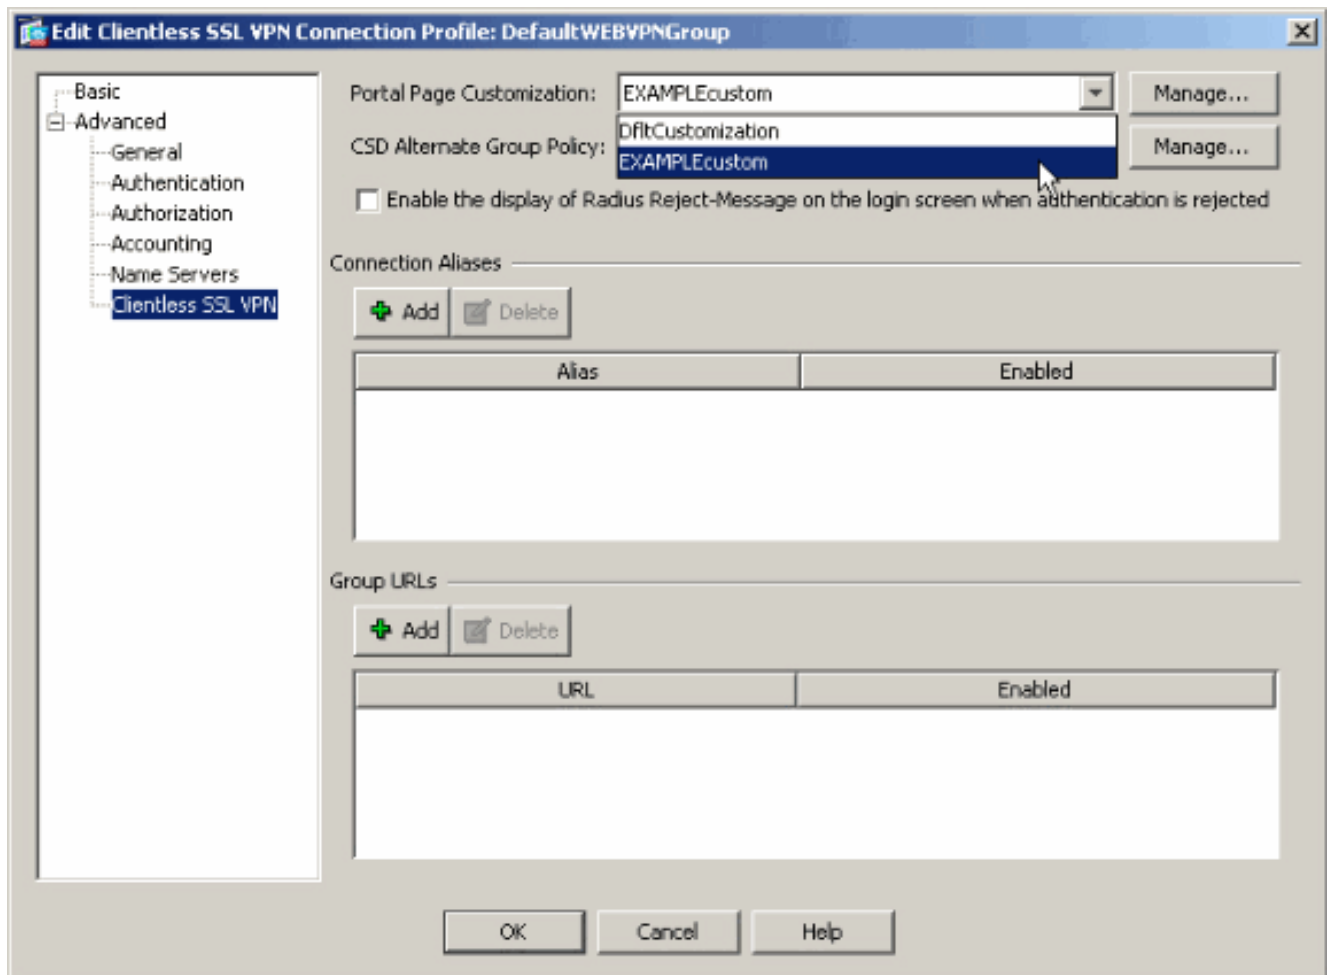 Edit Clientless SSL VPN Connection Profile: DefaultWEBVPNGroup
Basic
Advanced
General
Authentication
Authorization
Accounting
Name Servers
Clientless SSL VPN
Portal Page Customization: EXAMPLEcustom Manage...
DfltCustomization
CSD Alternate Group Policy: Manage...
EXAMPLEcustom
Enable the display of Radius Reject-Message on the login screen when authentication is rejected
Connection Aliases
Add Delete
Alias Enabled
Group URLs
Add Delete
URL Enabled
OK Cancel Help